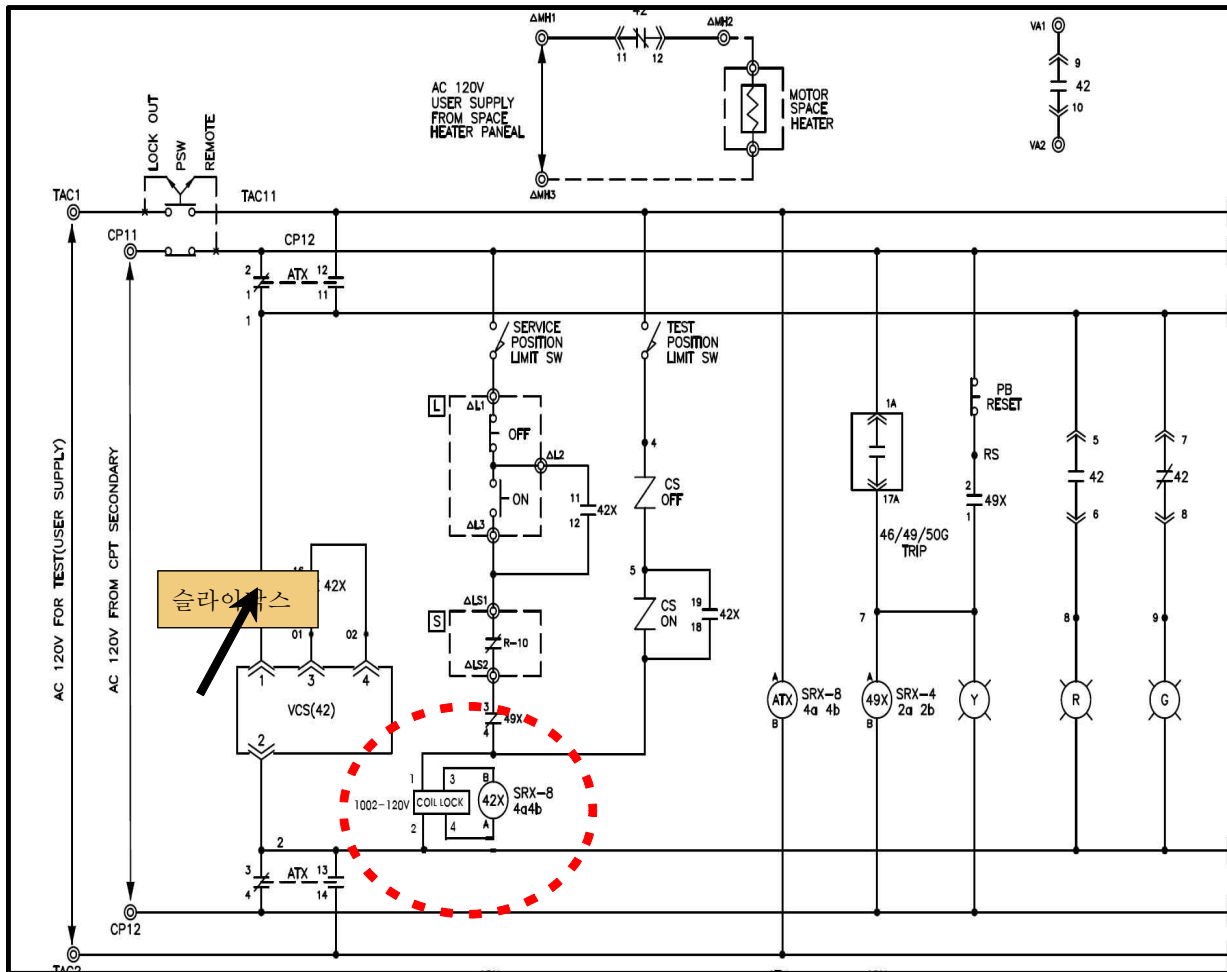 ΔMH1
42
ΔMH2
11
12
AC 120V
USER SUPPLY
FROM SPACE
HEATER PANEAL
MOTOR
SPACE
HEATER
ΔMH3
VA1
9
42
10
VA2
LOCK OUT
PSW
REMOTE
TAC1
TAC11
CP11
CP12
2
ATX
12
1
11
1
SERVICE
POSITION
LIMIT SW
TEST
POSITION
LIMIT SW
L
ΔL1
OFF
ΔL2
ON
ΔL3
11
42X
12
4
CS
OFF
5
CS
ON
19
42X
18
1A
17A
46/49/50G
TRIP
7
PB
RESET
RS
2
49X
1
5
42
6
7
42
8
8
9
AC 120V FOR TEST(USER SUPPLY)
AC 120V FROM CPT SECONDARY
42X
01
02
1
3
4
VCS(42)
2
S
ΔLS1
R-10
ΔLS2
3
49X
4
1
3
B
1002-120V
COIL LOCK
42X
SRX-8
4a4b
2
4
A
A
ATX
SRX-8
4a 4b
B
A
49X
SRX-4
2a 2b
B
Y
R
G
2
3
ATX
13
4
14
CP12
TAC2